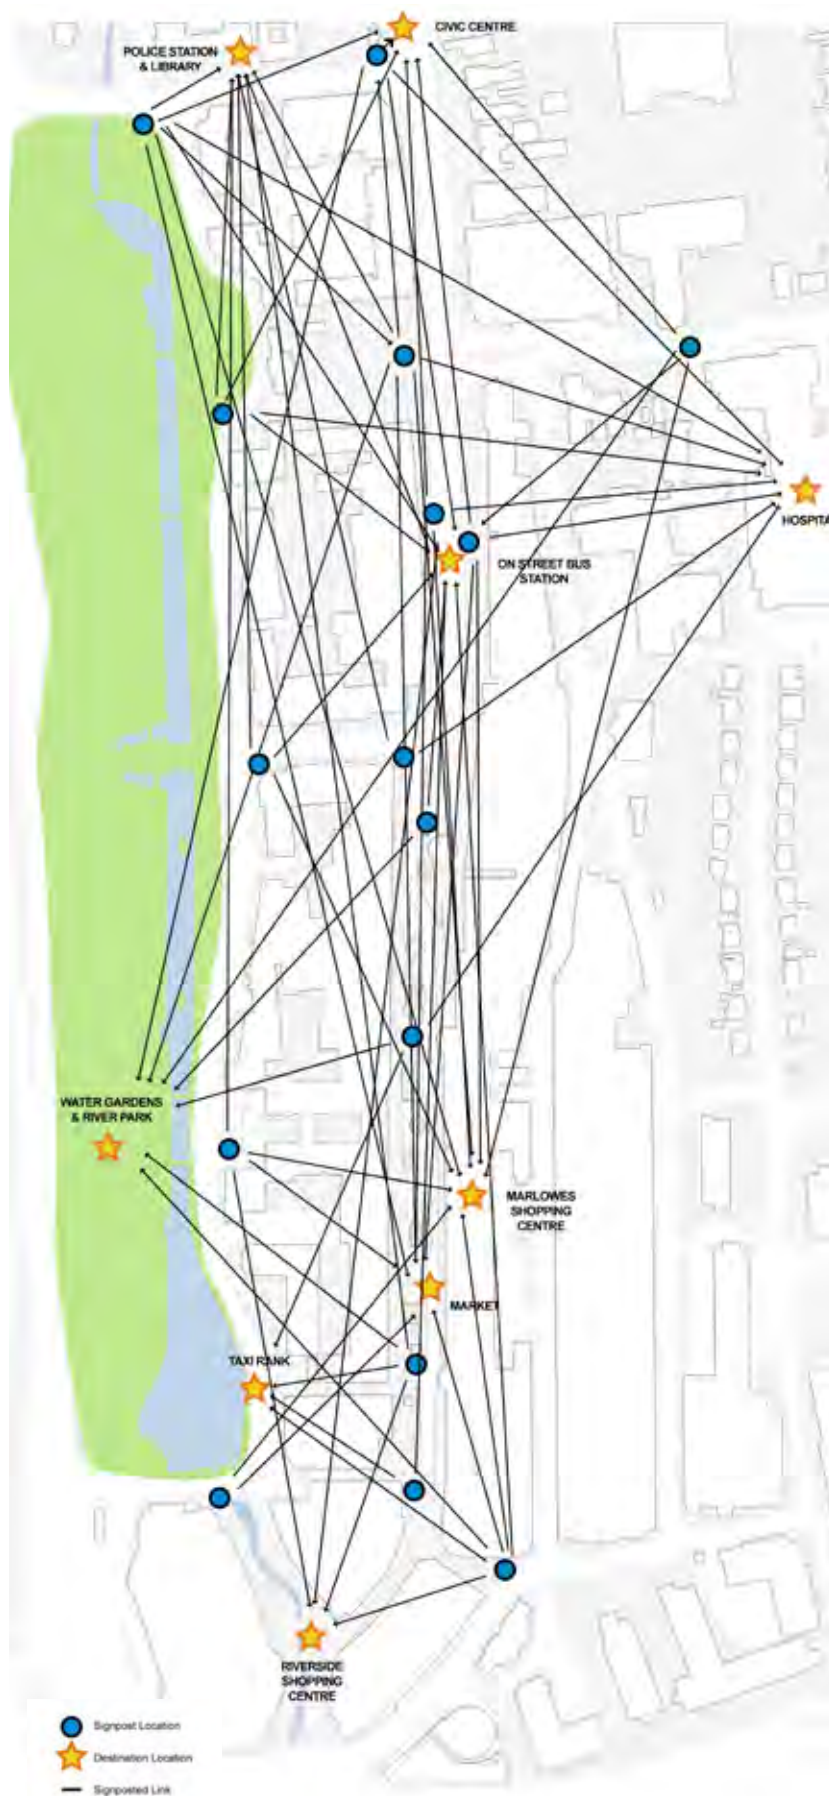 CIVIC CENTRE
POLICE STATION
& LIBRARY
HOSPITA
ON STREET BUS
STATION
WATER GARDENS
& RIVER PARK
MARLOWES
SHOPPING
CENTRE
MARKET
TAXI RANK
RIVERSIDE
SHOPPING
CENTRE
Signpost Location
Destination Location
Signposted Link